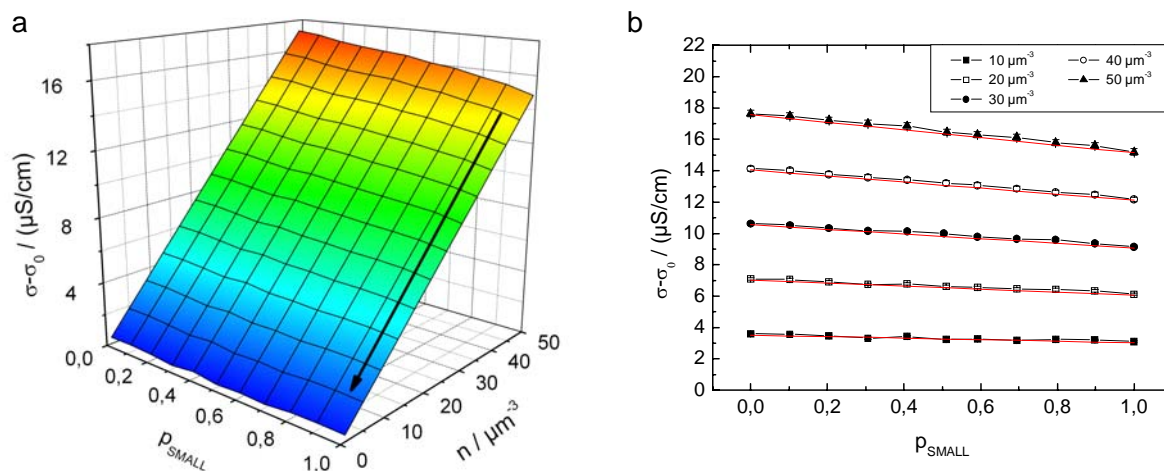 a
16
12
8
4
σ-σ₀ / (µS/cm)
0,0
0,2
0,4
0,6
0,8
1,0
pSMALL
0
10
20
30
40
50
n / µm⁻³
b
22
20
18
16
14
12
10
8
6
4
2
0
σ-σ₀ / (µS/cm)
10 µm⁻³ 40 µm⁻³
20 µm⁻³ 50 µm⁻³
30 µm⁻³
0,0 0,2 0,4 0,6 0,8 1,0
pSMALL